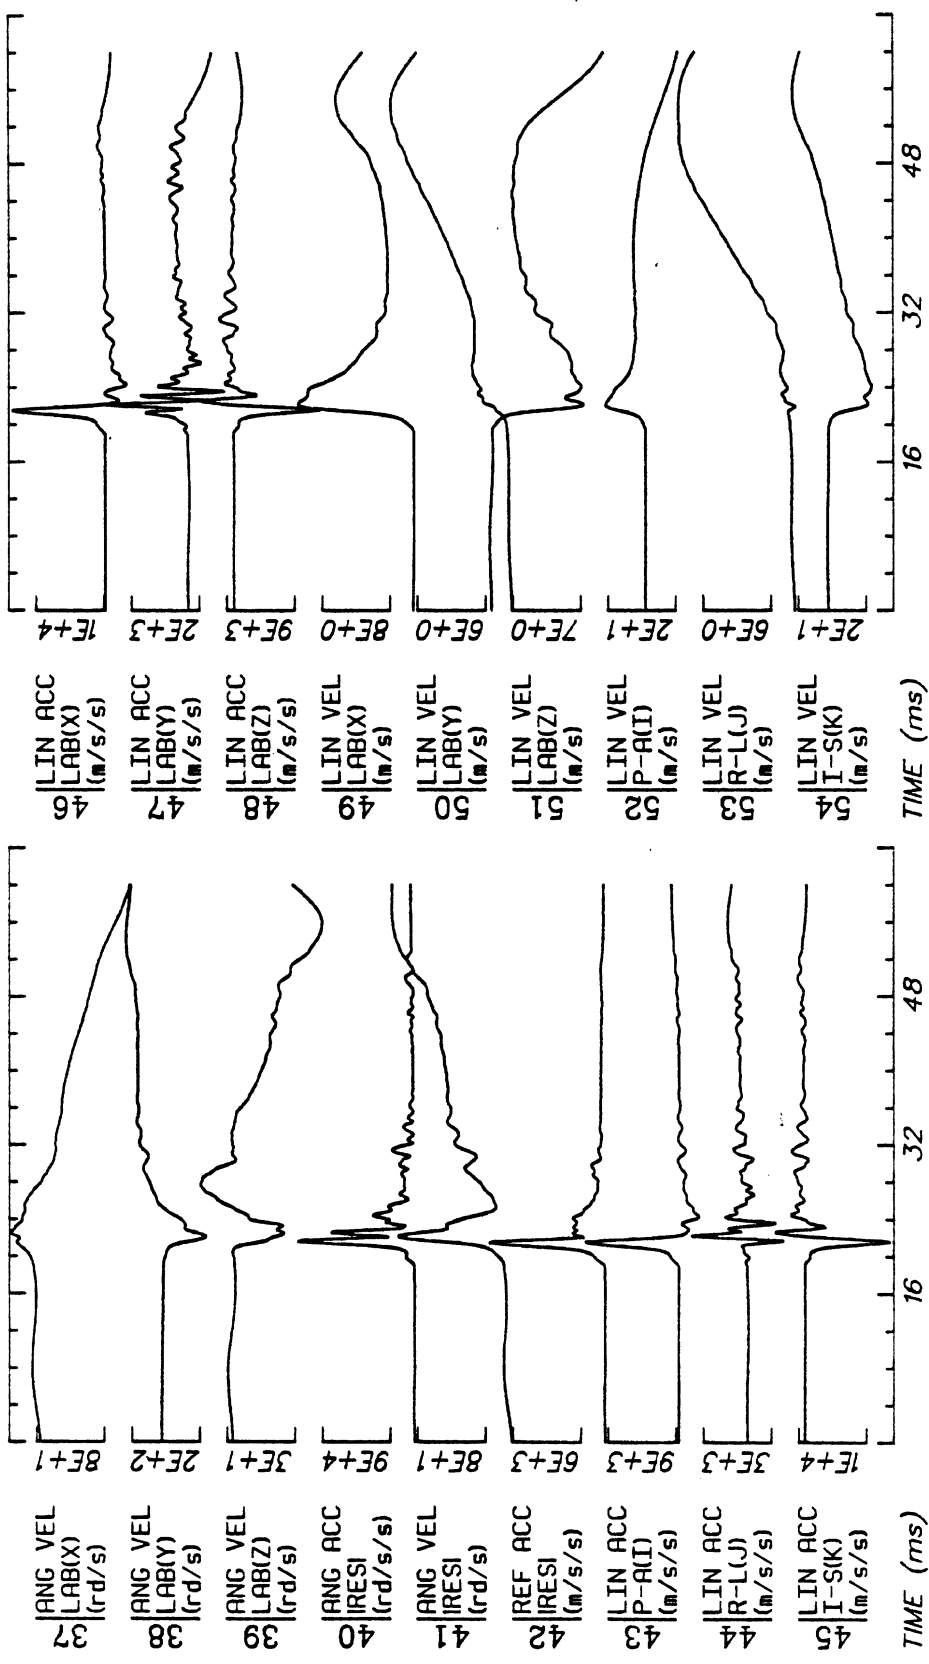 37
ANG VEL
LAB(X)
(rd/s)
8E+1
38
ANG VEL
LAB(Y)
(rd/s)
2E+2
39
ANG VEL
LAB(Z)
(rd/s)
3E+1
40
ANG ACC
|RES|
(rd/s/s)
9E+4
41
ANG VEL
|RES|
(rd/s)
8E+1
42
REF ACC
|RES|
(m/s/s)
6E+3
43
LIN ACC
P-A(I)
(m/s/s)
9E+3
44
LIN ACC
R-L(J)
(m/s/s)
3E+3
45
LIN ACC
I-S(K)
(m/s/s)
1E+4
TIME (ms)
16
32
48
46
LIN ACC
LAB(X)
(m/s/s)
1E+4
47
LIN ACC
LAB(Y)
(m/s/s)
2E+3
48
LIN ACC
LAB(Z)
(m/s/s)
9E+3
49
LIN VEL
LAB(X)
(m/s)
8E+0
50
LIN VEL
LAB(Y)
(m/s)
6E+0
51
LIN VEL
LAB(Z)
(m/s)
7E+0
52
LIN VEL
P-A(I)
(m/s)
2E+1
53
LIN VEL
R-L(J)
(m/s)
6E+0
54
LIN VEL
I-S(K)
(m/s)
2E+1
TIME (ms)
16
32
48